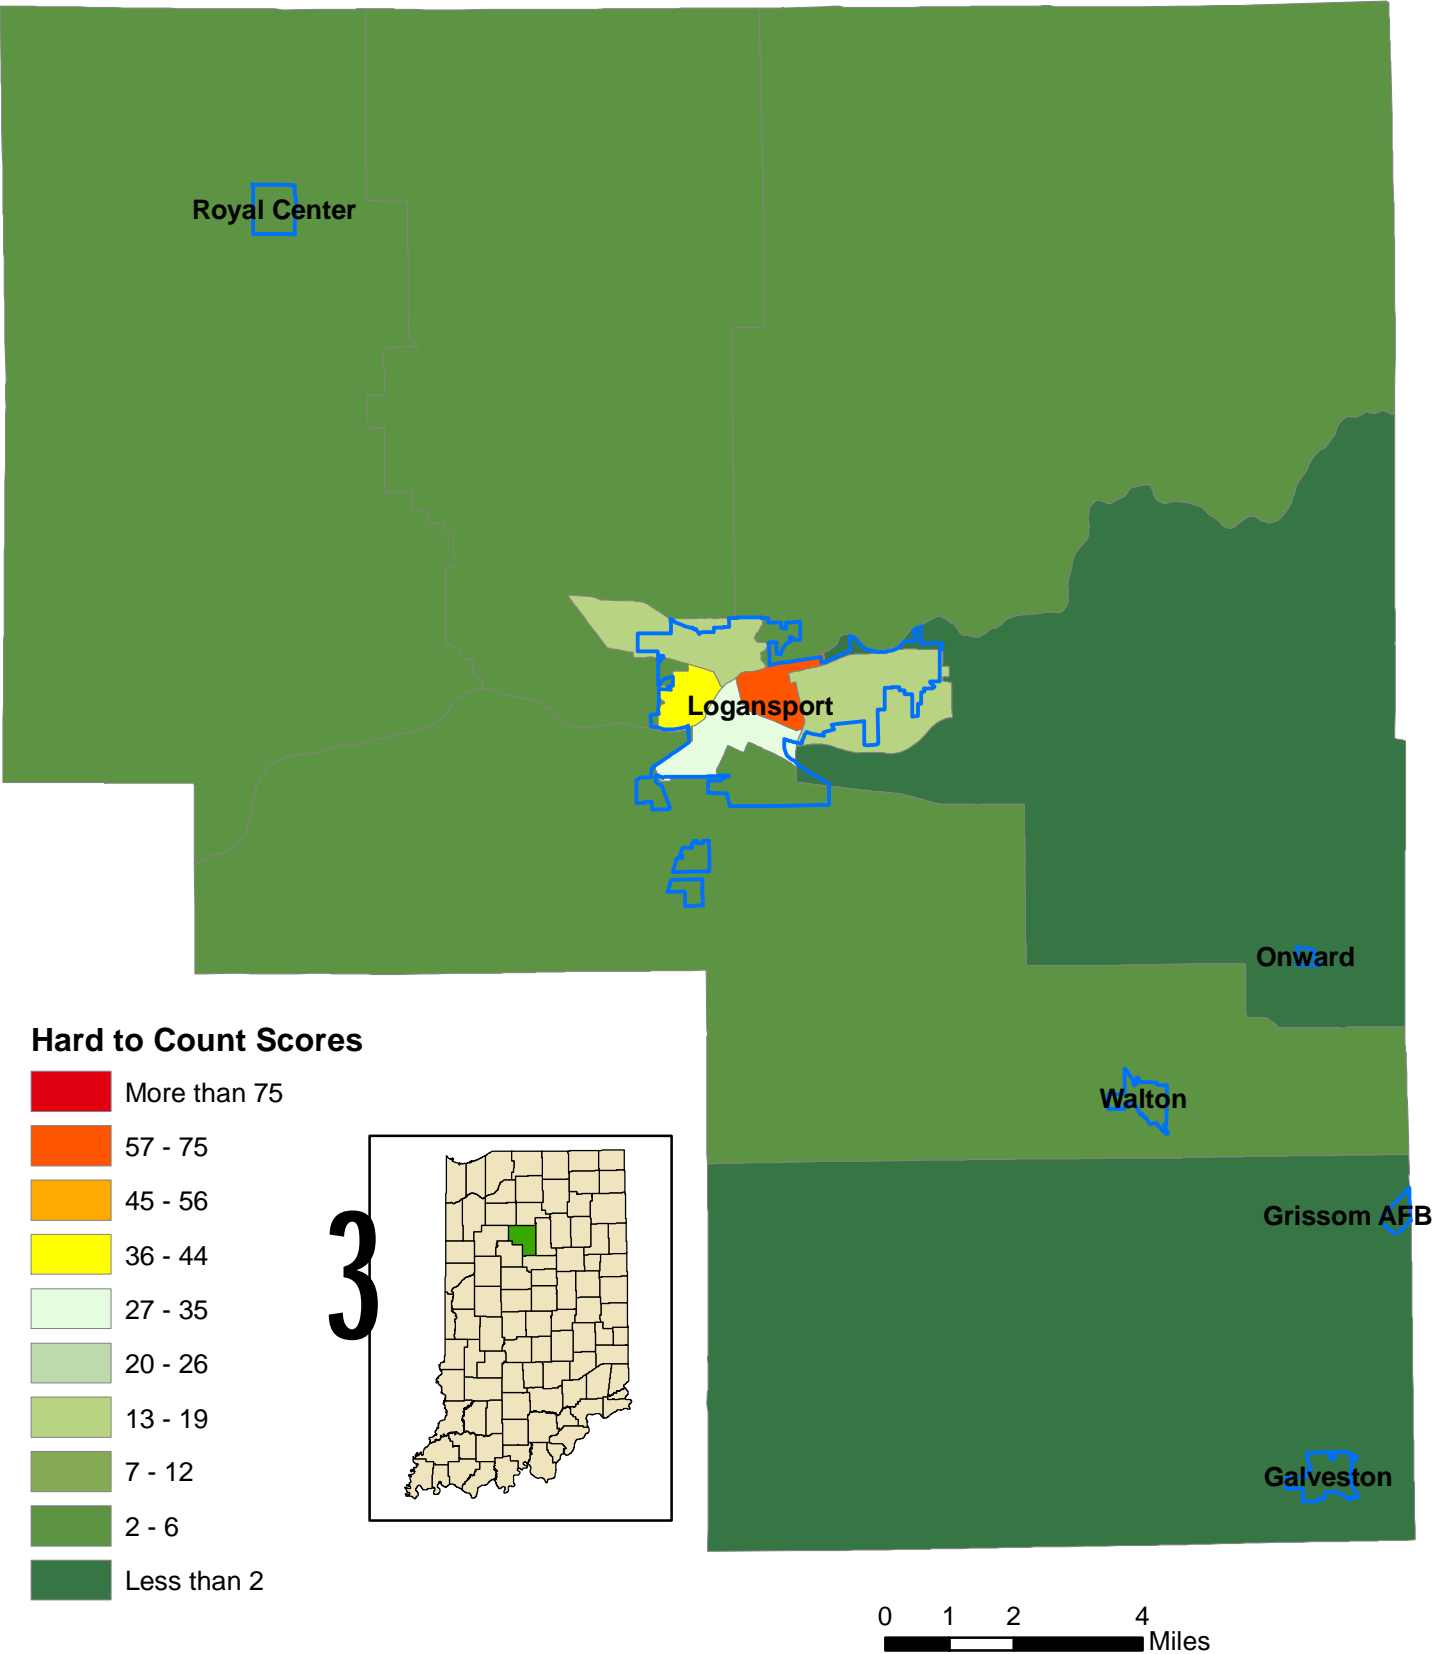 Royal Center
Logansport
Onward
Walton
Grissom AFB
Galveston
Hard to Count Scores
More than 75
57 - 75
45 - 56
36 - 44
27 - 35
20 - 26
13 - 19
7 - 12
2 - 6
Less than 2
3
0 1 2 4
Miles